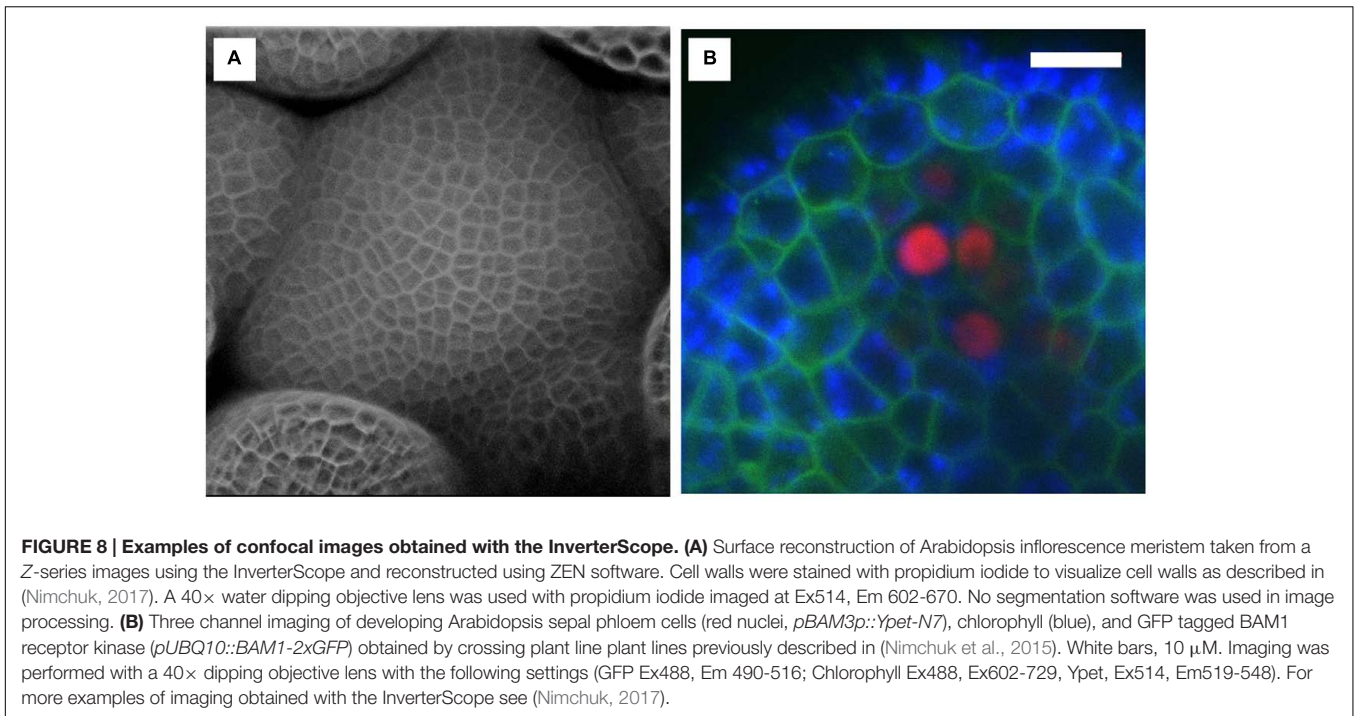 A
B
FIGURE 8 | Examples of confocal images obtained with the InverterScope. (A) Surface reconstruction of Arabidopsis inflorescence meristem taken from a
Z-series images using the InverterScope and reconstructed using ZEN software. Cell walls were stained with propidium iodide to visualize cell walls as described in
(Nimchuk, 2017). A 40× water dipping objective lens was used with propidium iodide imaged at Ex514, Em 602-670. No segmentation software was used in image
processing. (B) Three channel imaging of developing Arabidopsis sepal phloem cells (red nuclei, pBAM3p::Ypet-N7), chlorophyll (blue), and GFP tagged BAM1
receptor kinase (pUBQ10::BAM1-2xGFP) obtained by crossing plant line plant lines previously described in (Nimchuk et al., 2015). White bars, 10 μM. Imaging was
performed with a 40× dipping objective lens with the following settings (GFP Ex488, Em 490-516; Chlorophyll Ex488, Ex602-729, Ypet, Ex514, Em519-548). For
more examples of imaging obtained with the InverterScope see (Nimchuk, 2017).